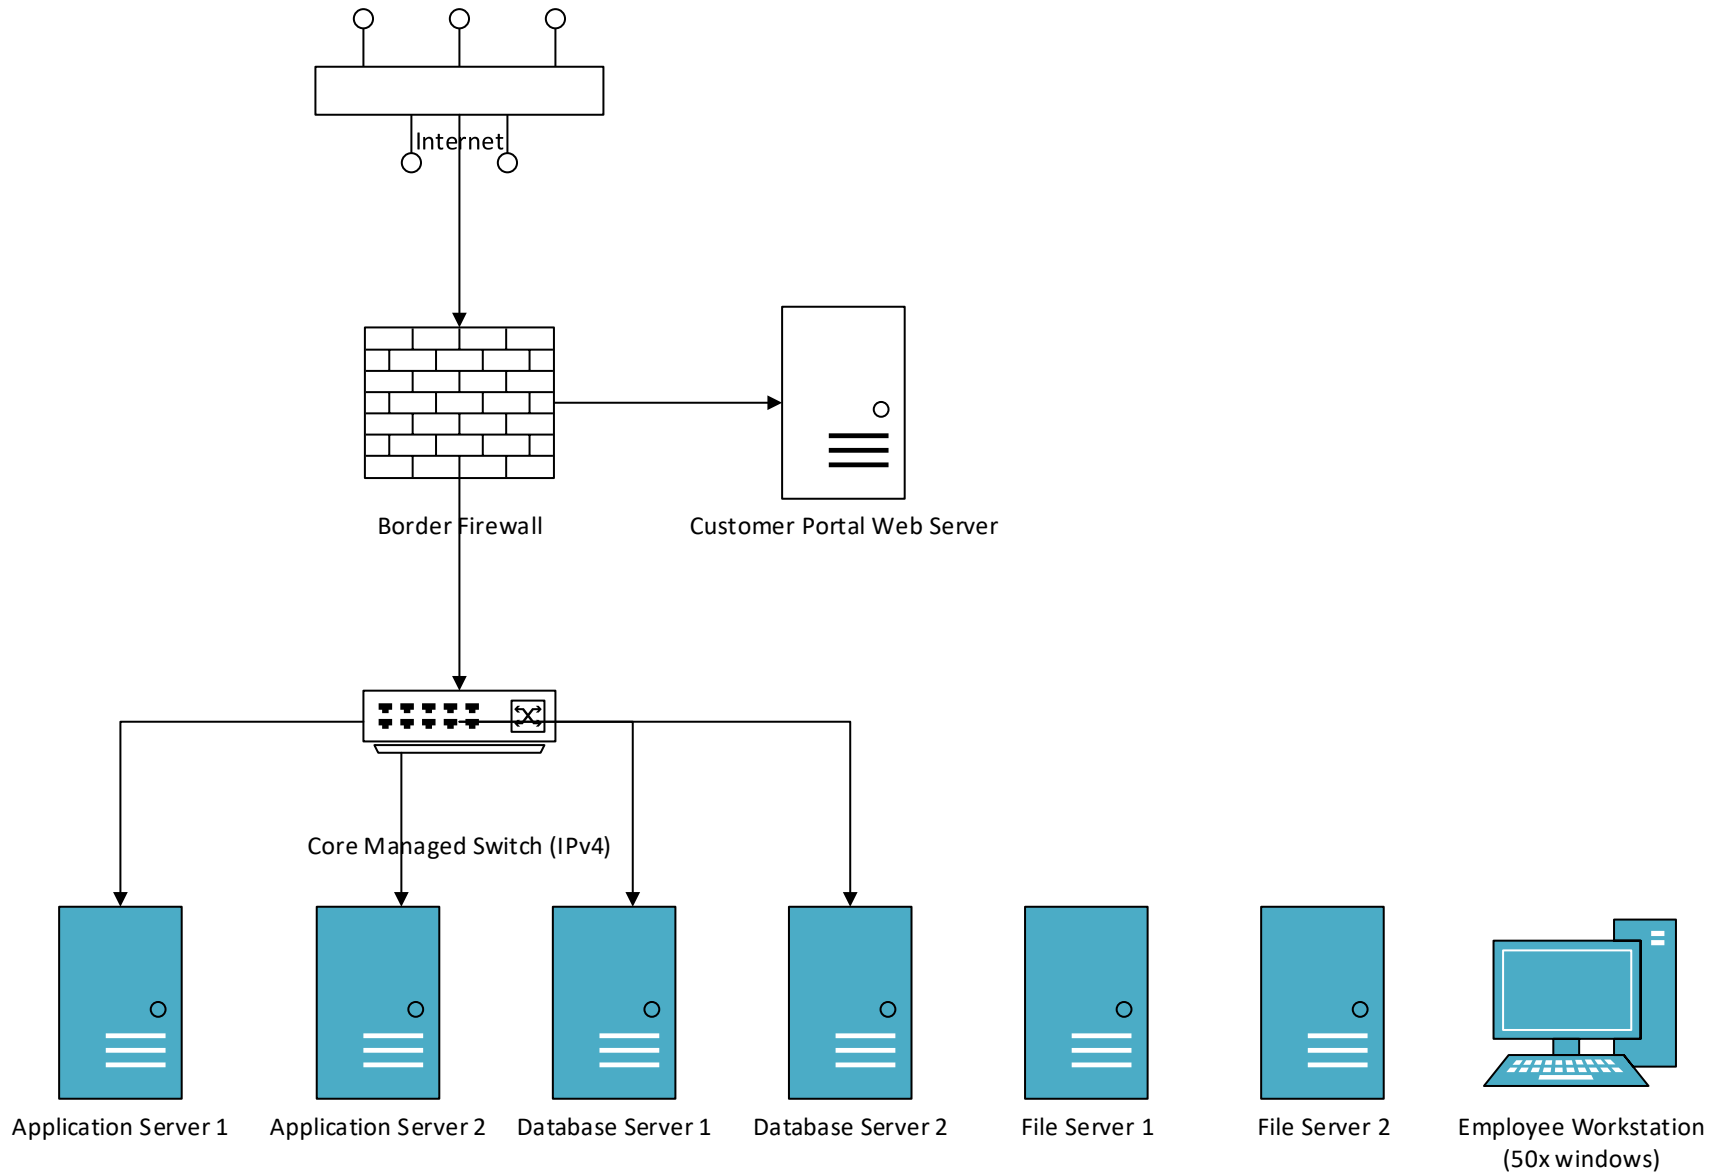 Internet
Border Firewall
Customer Portal Web Server
Core Managed Switch (IPv4)
Application Server 1
Application Server 2
Database Server 1
Database Server 2
File Server 1
File Server 2
Employee Workstation
(50x windows)